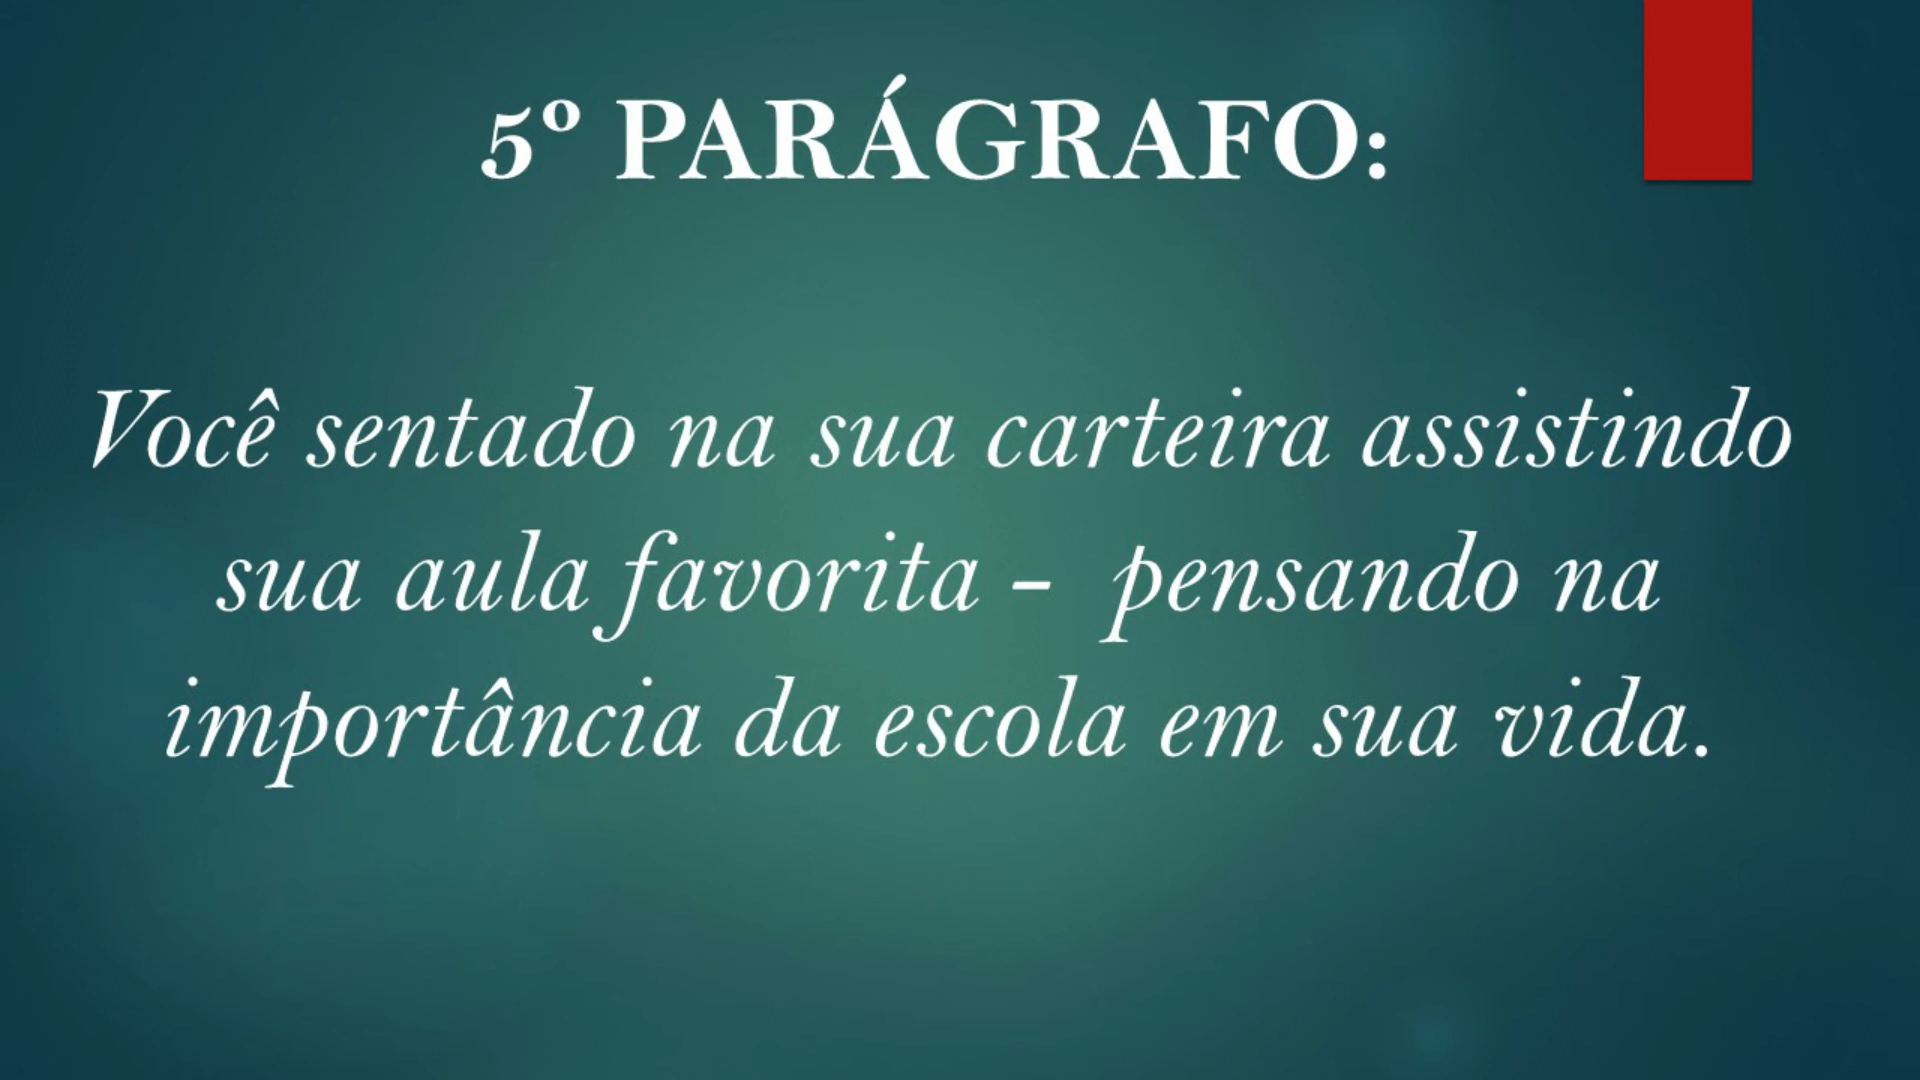 5º PARÁGRAFO:
Você sentado na sua carteira assistindo
sua aula favorita -  pensando na
importância da escola em sua vida.